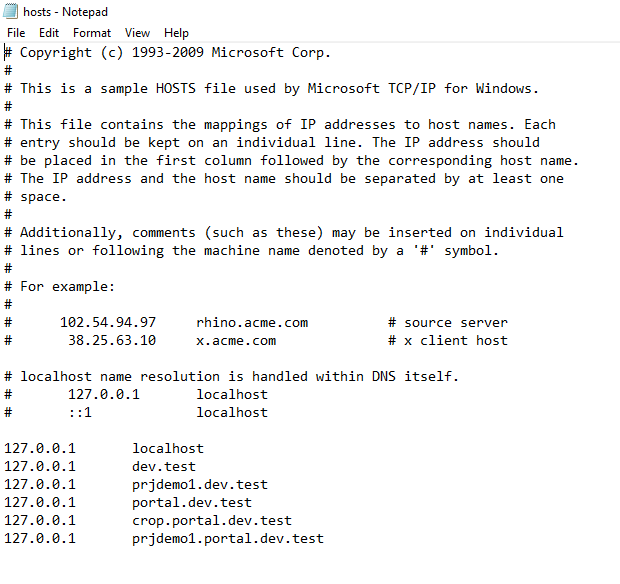 hosts - Notepad
File Edit Format View Help
# Copyright (c) 1993-2009 Microsoft Corp.
#
# This is a sample HOSTS file used by Microsoft TCP/IP for Windows.
#
# This file contains the mappings of IP addresses to host names. Each
# entry should be kept on an individual line. The IP address should
# be placed in the first column followed by the corresponding host name.
# The IP address and the host name should be separated by at least one
# space.
#
# Additionally, comments (such as these) may be inserted on individual
# lines or following the machine name denoted by a '#' symbol.
#
# For example:
#
#      102.54.94.97     rhino.acme.com          # source server
#       38.25.63.10     x.acme.com              # x client host

# localhost name resolution is handled within DNS itself.
#       127.0.0.1       localhost
#       ::1             localhost

127.0.0.1       localhost
127.0.0.1       dev.test
127.0.0.1       prjdemo1.dev.test
127.0.0.1       portal.dev.test
127.0.0.1       crop.portal.dev.test
127.0.0.1       prjdemo1.portal.dev.test